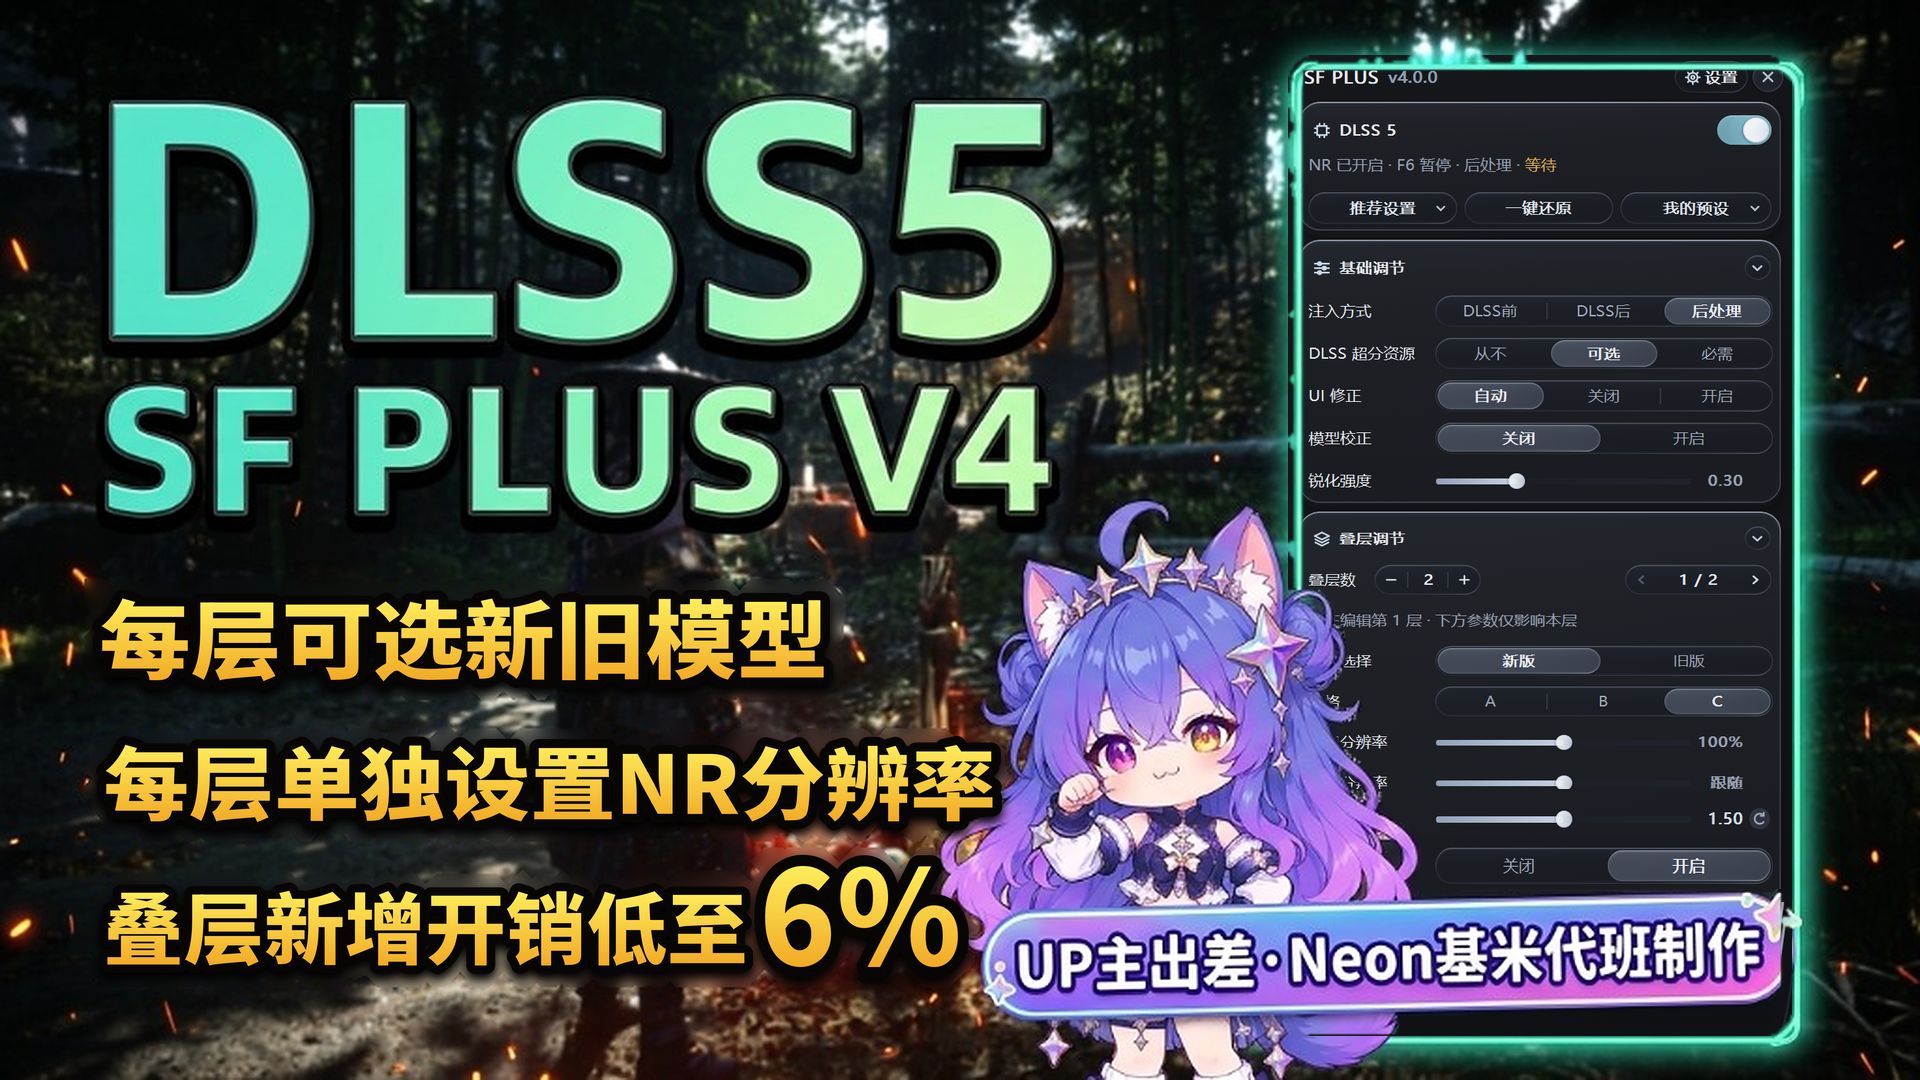 DLSS5
SF PLUS V4
每层可选新旧模型
每层单独设置NR分辨率
叠层新增开销低至6%
SF PLUS v4.0.0 设置
DLSS 5
NR 已开启 · F6 暂停 · 后处理 · 等待
推荐设置 一键还原 我的预设
基础调节
注入方式 DLSS前 DLSS后 后处理
DLSS 超分资源 从不 可选 必需
UI 修正 自动 关闭 开启
模型校正 关闭 开启
锐化强度 0.30
叠层调节
叠层数 − 2 + 1 / 2
编辑第 1 层 · 下方参数仅影响本层
选择 新版 旧版
A B C
分辨率 100%
率 跟随
1.50
关闭 开启
UP主出差·Neon基米代班制作